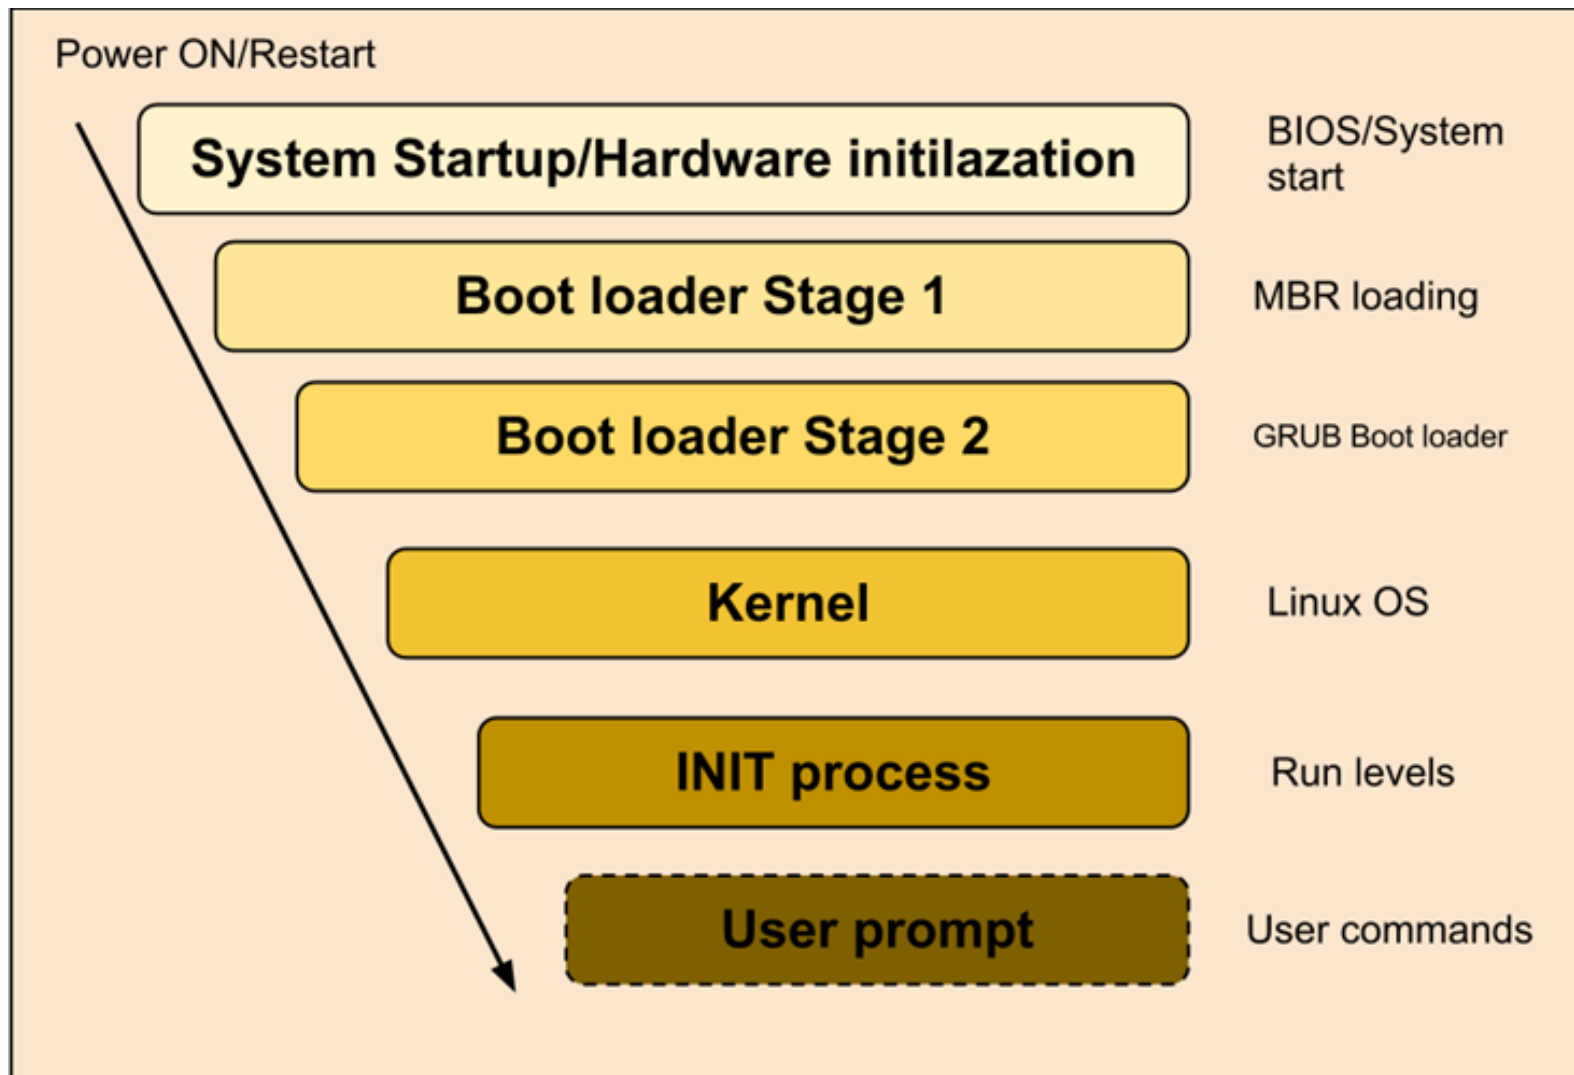 Power ON/Restart
System Startup/Hardware initilazation
BIOS/System
start
Boot loader Stage 1
MBR loading
Boot loader Stage 2
GRUB Boot loader
Kernel
Linux OS
INIT process
Run levels
User prompt
User commands